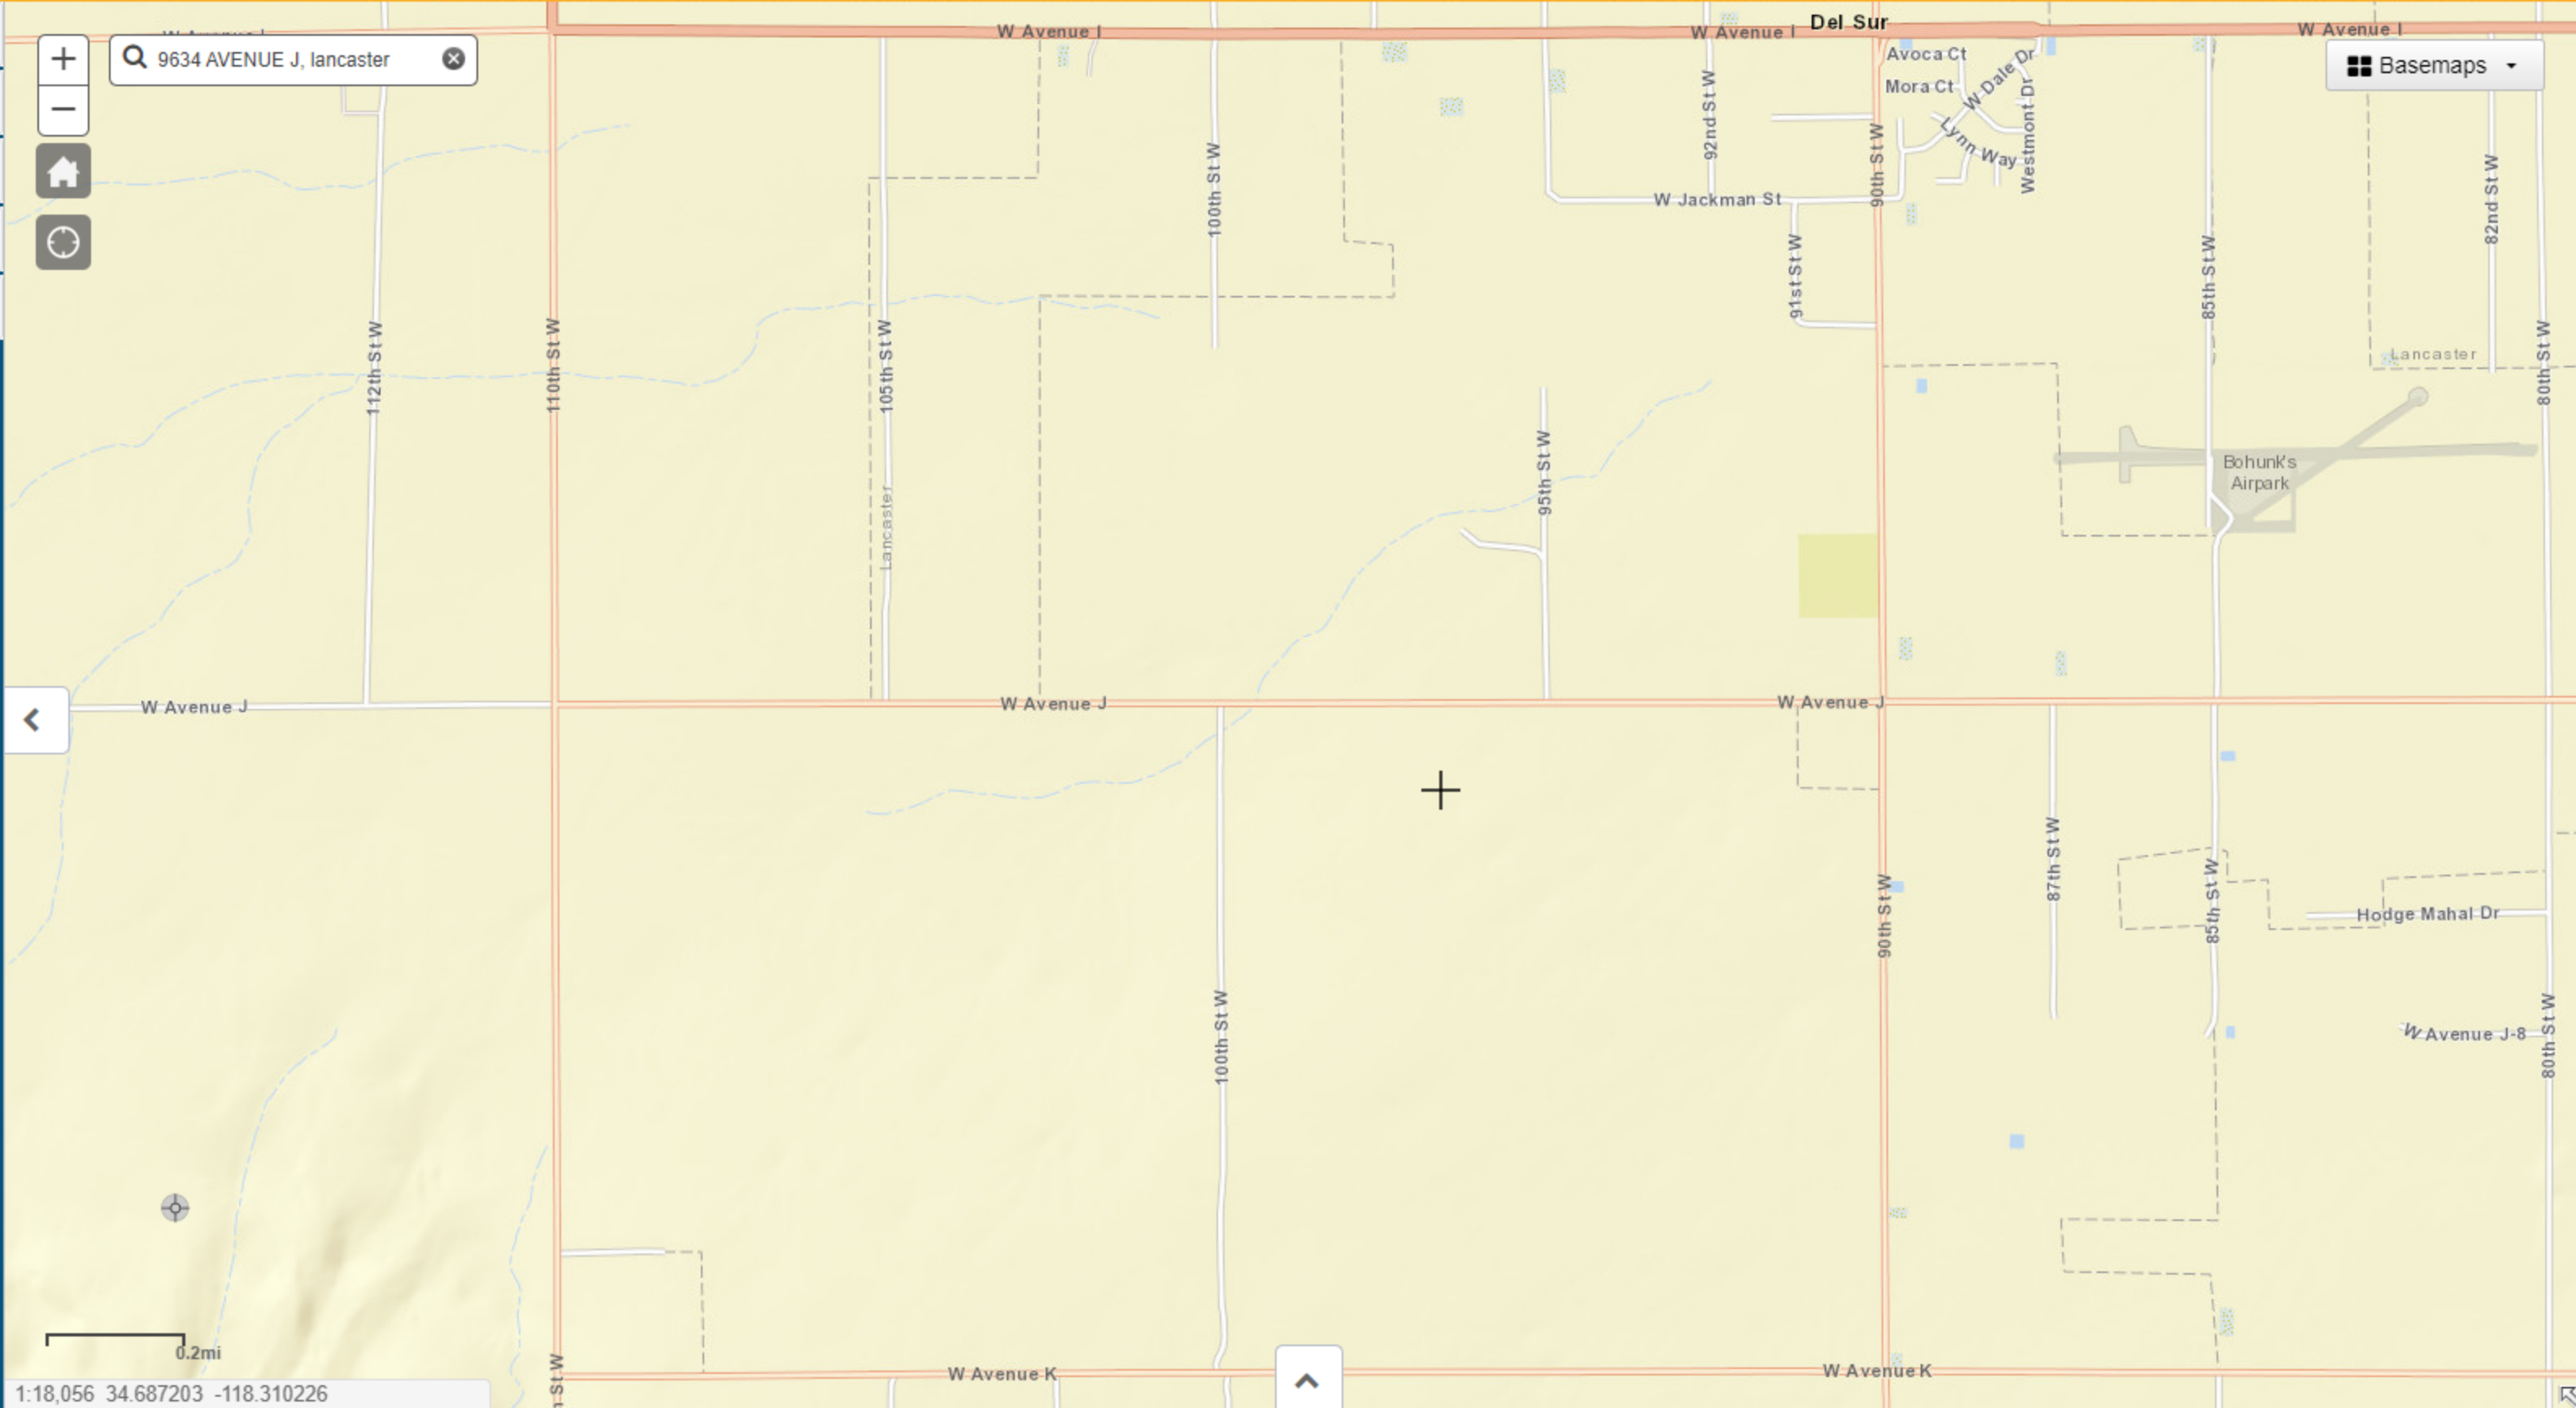 W Avenue I
Del Sur
W Avenue I
W Avenue I
9634 AVENUE J, lancaster
Basemaps
Avoca Ct
Mora Ct
W Dale Dr
Lynn Way
Westmont Dr
92nd St W
90th St W
100th St W
W Jackman St
82nd St W
91st St W
85th St W
112th St W
110th St W
105th St W
80th St W
Lancaster
95th St W
Bohunk's
Airpark
Lancaster
W Avenue J
W Avenue J
W Avenue J
87th St W
90th St W
85th St W
Hodge Mahal Dr
100th St W
W Avenue J-8
80th St W
0.2mi
St W
W Avenue K
W Avenue K
1:18,056 34.687203 -118.310226